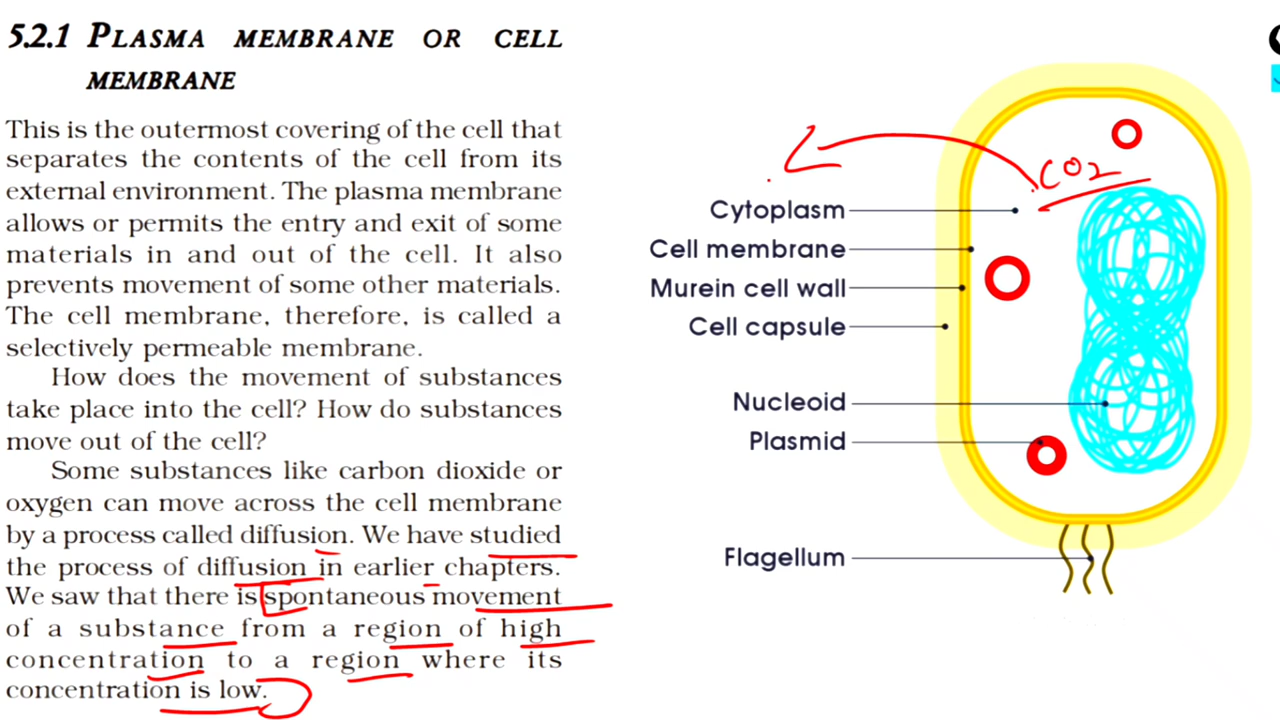 5.2.1 PLASMA MEMBRANE OR CELL
MEMBRANE
This is the outermost covering of the cell that
separates the contents of the cell from its
external environment. The plasma membrane
allows or permits the entry and exit of some
materials in and out of the cell. It also
prevents movement of some other materials.
The cell membrane, therefore, is called a
selectively permeable membrane.
How does the movement of substances
take place into the cell? How do substances
move out of the cell?
Some substances like carbon dioxide or
oxygen can move across the cell membrane
by a process called diffusion. We have studied
the process of diffusion in earlier chapters.
We saw that there is spontaneous movement
of a substance from a region of high
concentration to a region where its
concentration is low.
CO2
Cytoplasm
Cell membrane
Murein cell wall
Cell capsule
Nucleoid
Plasmid
Flagellum